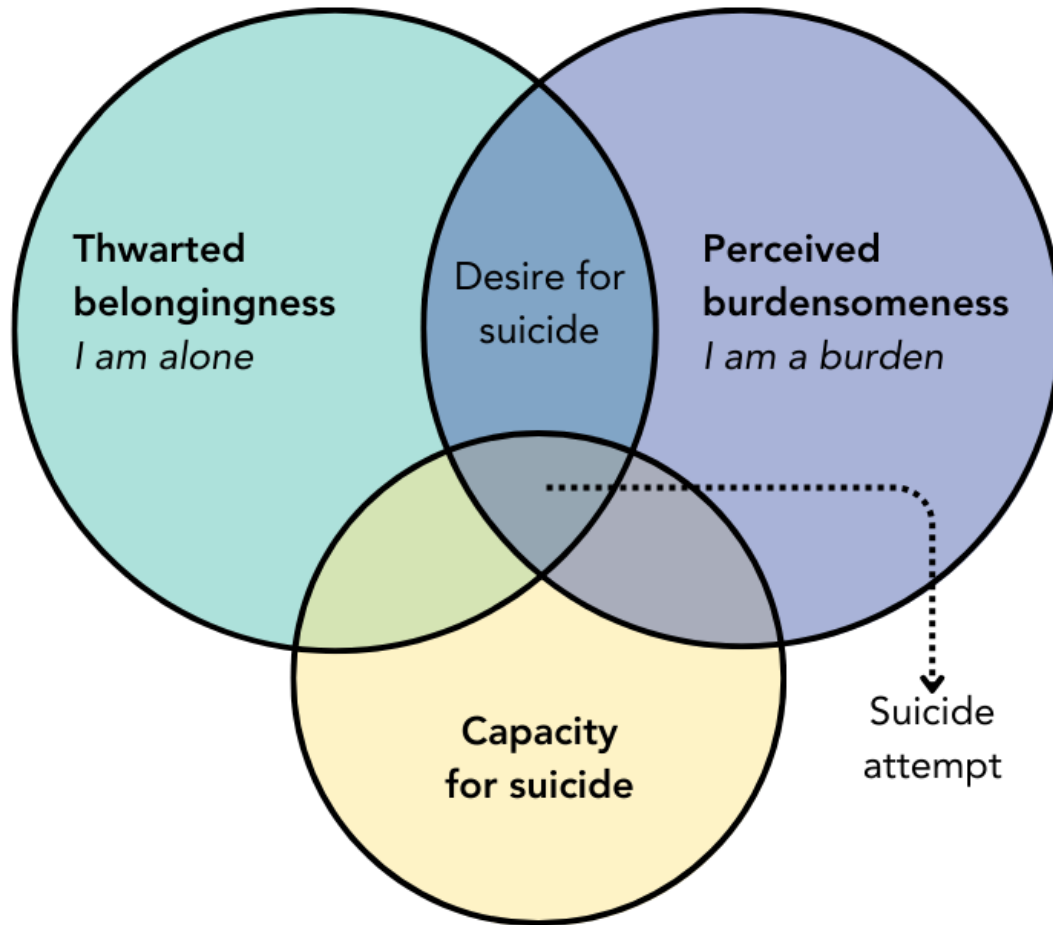 Thwarted
belongingness
I am alone
Desire for
suicide
Perceived
burdensomeness
I am a burden
Capacity
for suicide
Suicide
attempt